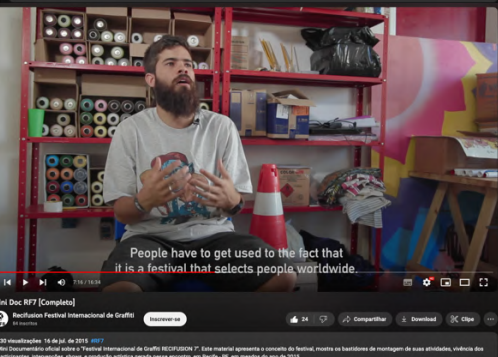 People have to get used to the fact that
it is a festival that selects people worldwide.
7:16 / 16:34
ini Doc RF7 [Completo]
Recifusion Festival Internacional de Graffiti
Inscrever-se
24
Compartilhar
Download
Clipe
30 visualizações 16 de jul. de 2015 #RF7
Mini Documentário oficial sobre o "Festival Internacional de Graffiti RECIFUSION 7". Este material apresenta o conceito do festival, mostra os bastidores de montagem de suas atividades, vivência dos